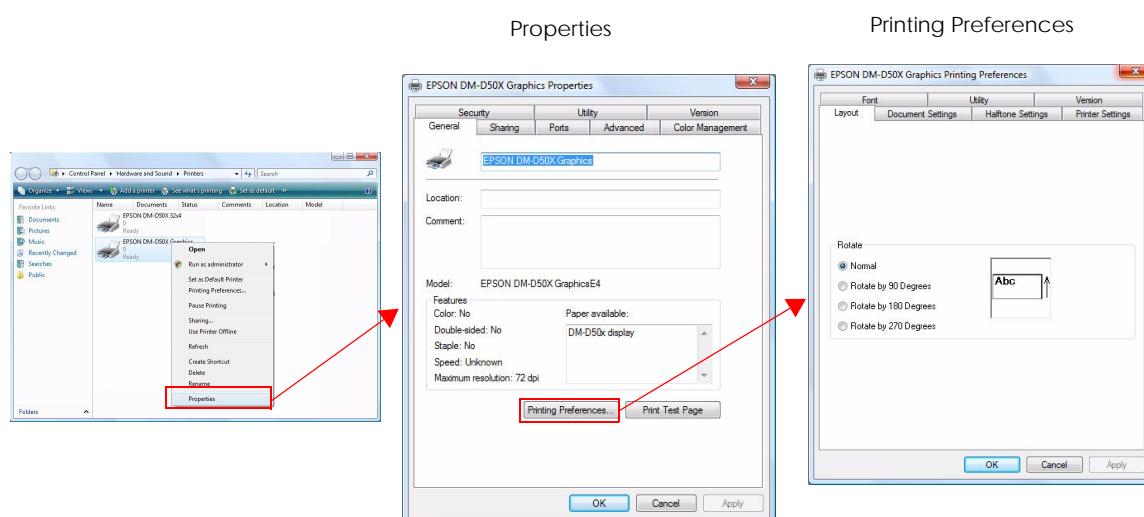 Properties
Printing Preferences
Control Panel ▸ Hardware and Sound ▸ Printers
Search
Organize Views Add a printer See what's printing Set as default »
Favorite Links
Documents
Pictures
Music
Recently Changed
Searches
Public
Folders
Name Documents Status Comments Location Model
EPSON DM-D50X 32x4
0
Ready
EPSON DM-D50X Graphics
0
Ready
Open
Run as administrator
Set as Default Printer
Printing Preferences...
Pause Printing
Sharing...
Use Printer Offline
Refresh
Create Shortcut
Delete
Rename
Properties
EPSON DM-D50X Graphics Properties
Security Utility Version
General Sharing Ports Advanced Color Management
EPSON DM-D50X Graphics
Location:
Comment:
Model: EPSON DM-D50X GraphicsE4
Features
Color: No Paper available:
Double-sided: No DM-D50x display
Staple: No
Speed: Unknown
Maximum resolution: 72 dpi
Printing Preferences... Print Test Page
OK Cancel Apply
EPSON DM-D50X Graphics Printing Preferences
Font Utility Version
Layout Document Settings Halftone Settings Printer Settings
Rotate
Normal
Rotate by 90 Degrees
Rotate by 180 Degrees
Rotate by 270 Degrees
Abc
OK Cancel Apply